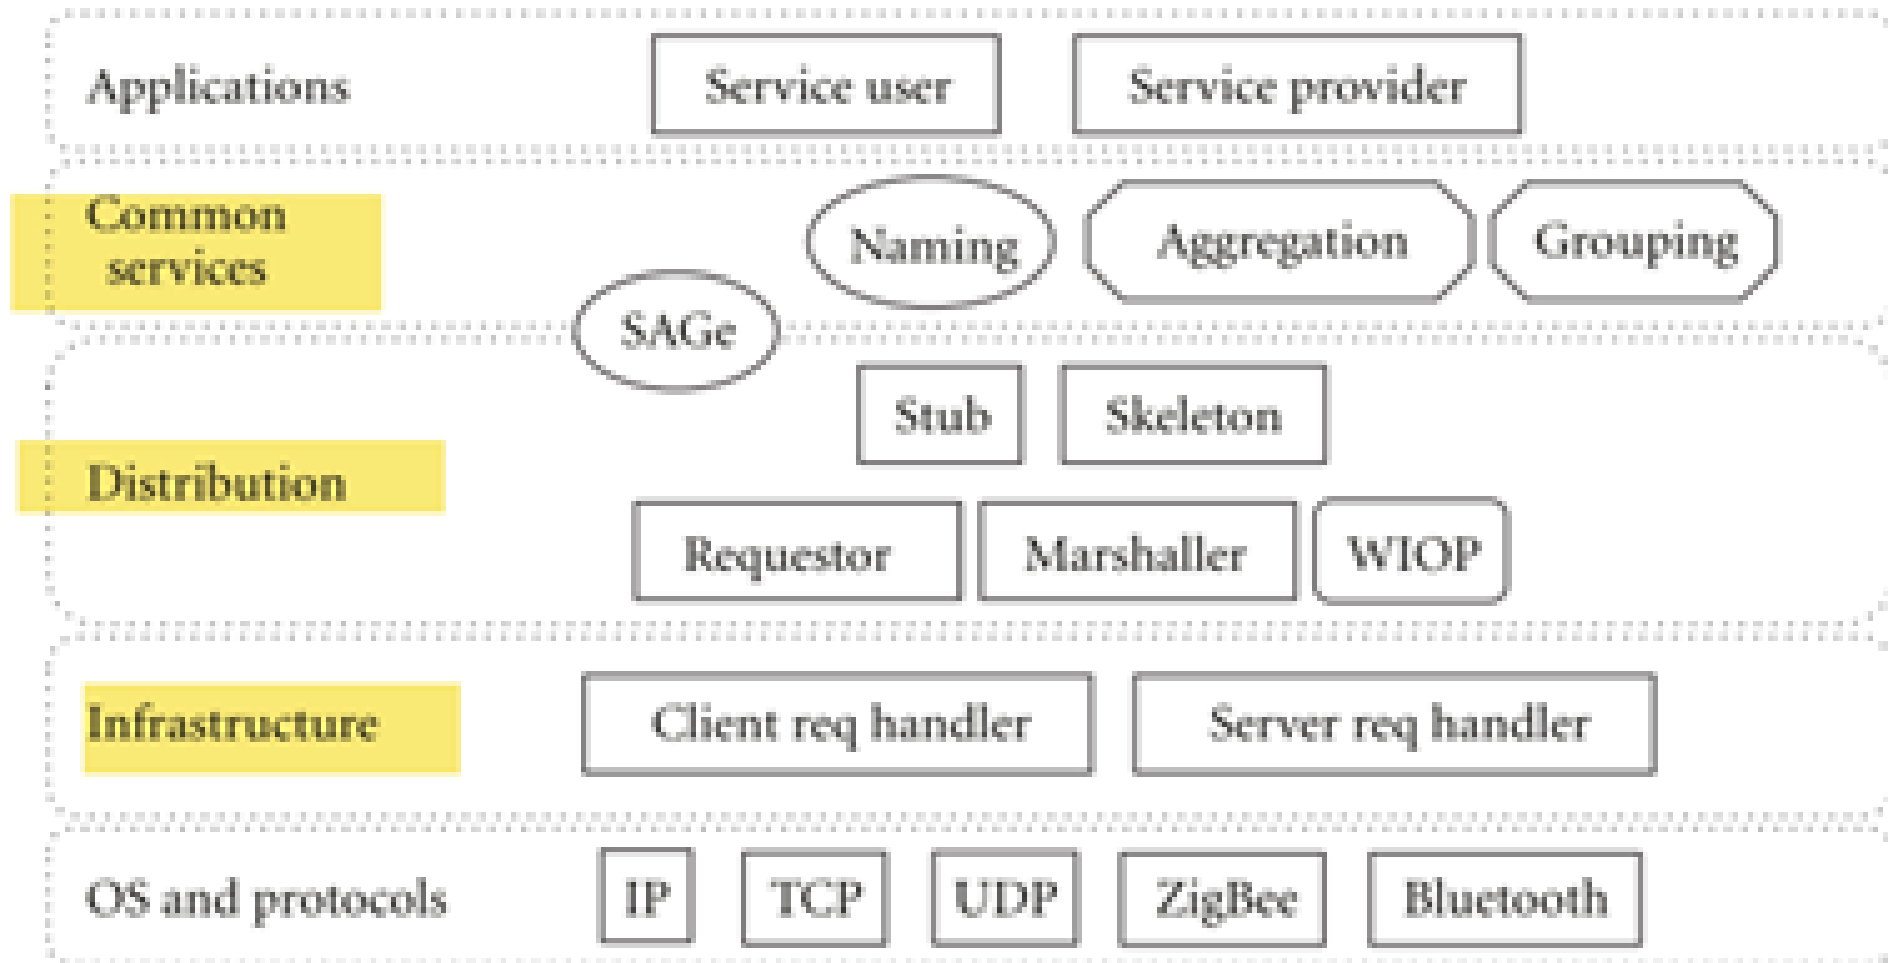 Applications
Service user
Service provider
Common
services
Naming
Aggregation
Grouping
SAGe
Stub
Skeleton
Distribution
Requestor
Marshaller
WIOP
Infrastructure
Client req handler
Server req handler
OS and protocols
IP
TCP
UDP
ZigBee
Bluetooth